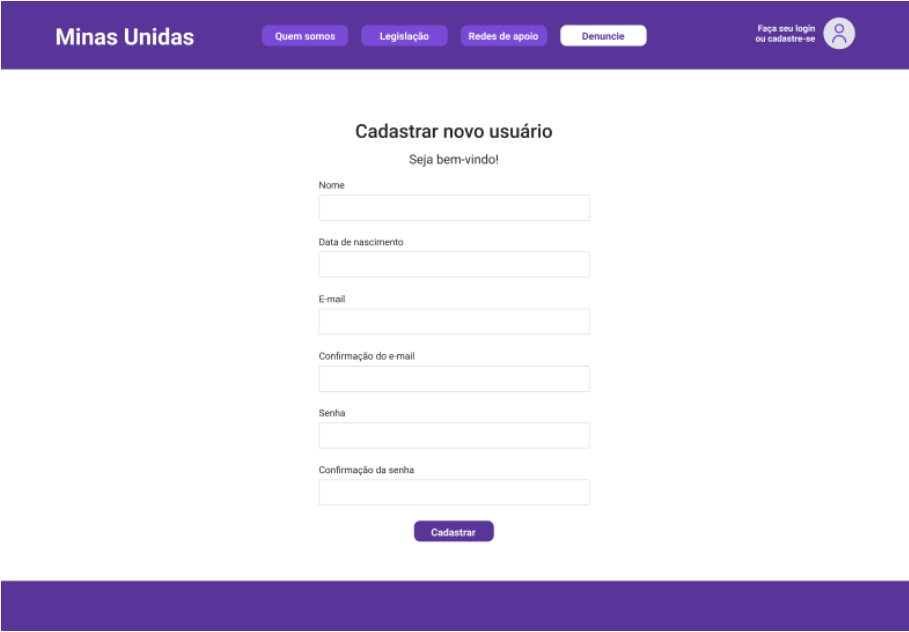 Minas Unidas
Quem somos
Legislação
Redes de apoio
Denuncie
Faça seu login
ou cadastre-se
Cadastrar novo usuário
Seja bem-vindo!
Nome
Data de nascimento
E-mail
Confirmação do e-mail
Senha
Confirmação da senha
Cadastrar